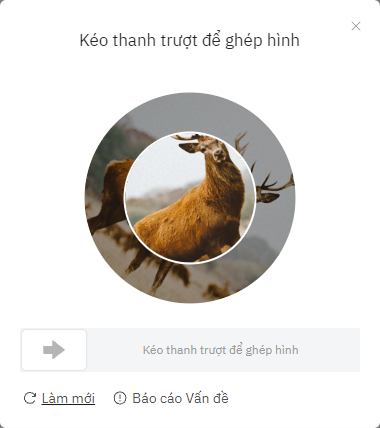 Kéo thanh trượt để ghép hình
Kéo thanh trượt để ghép hình
Làm mới
Báo cáo Vấn đề